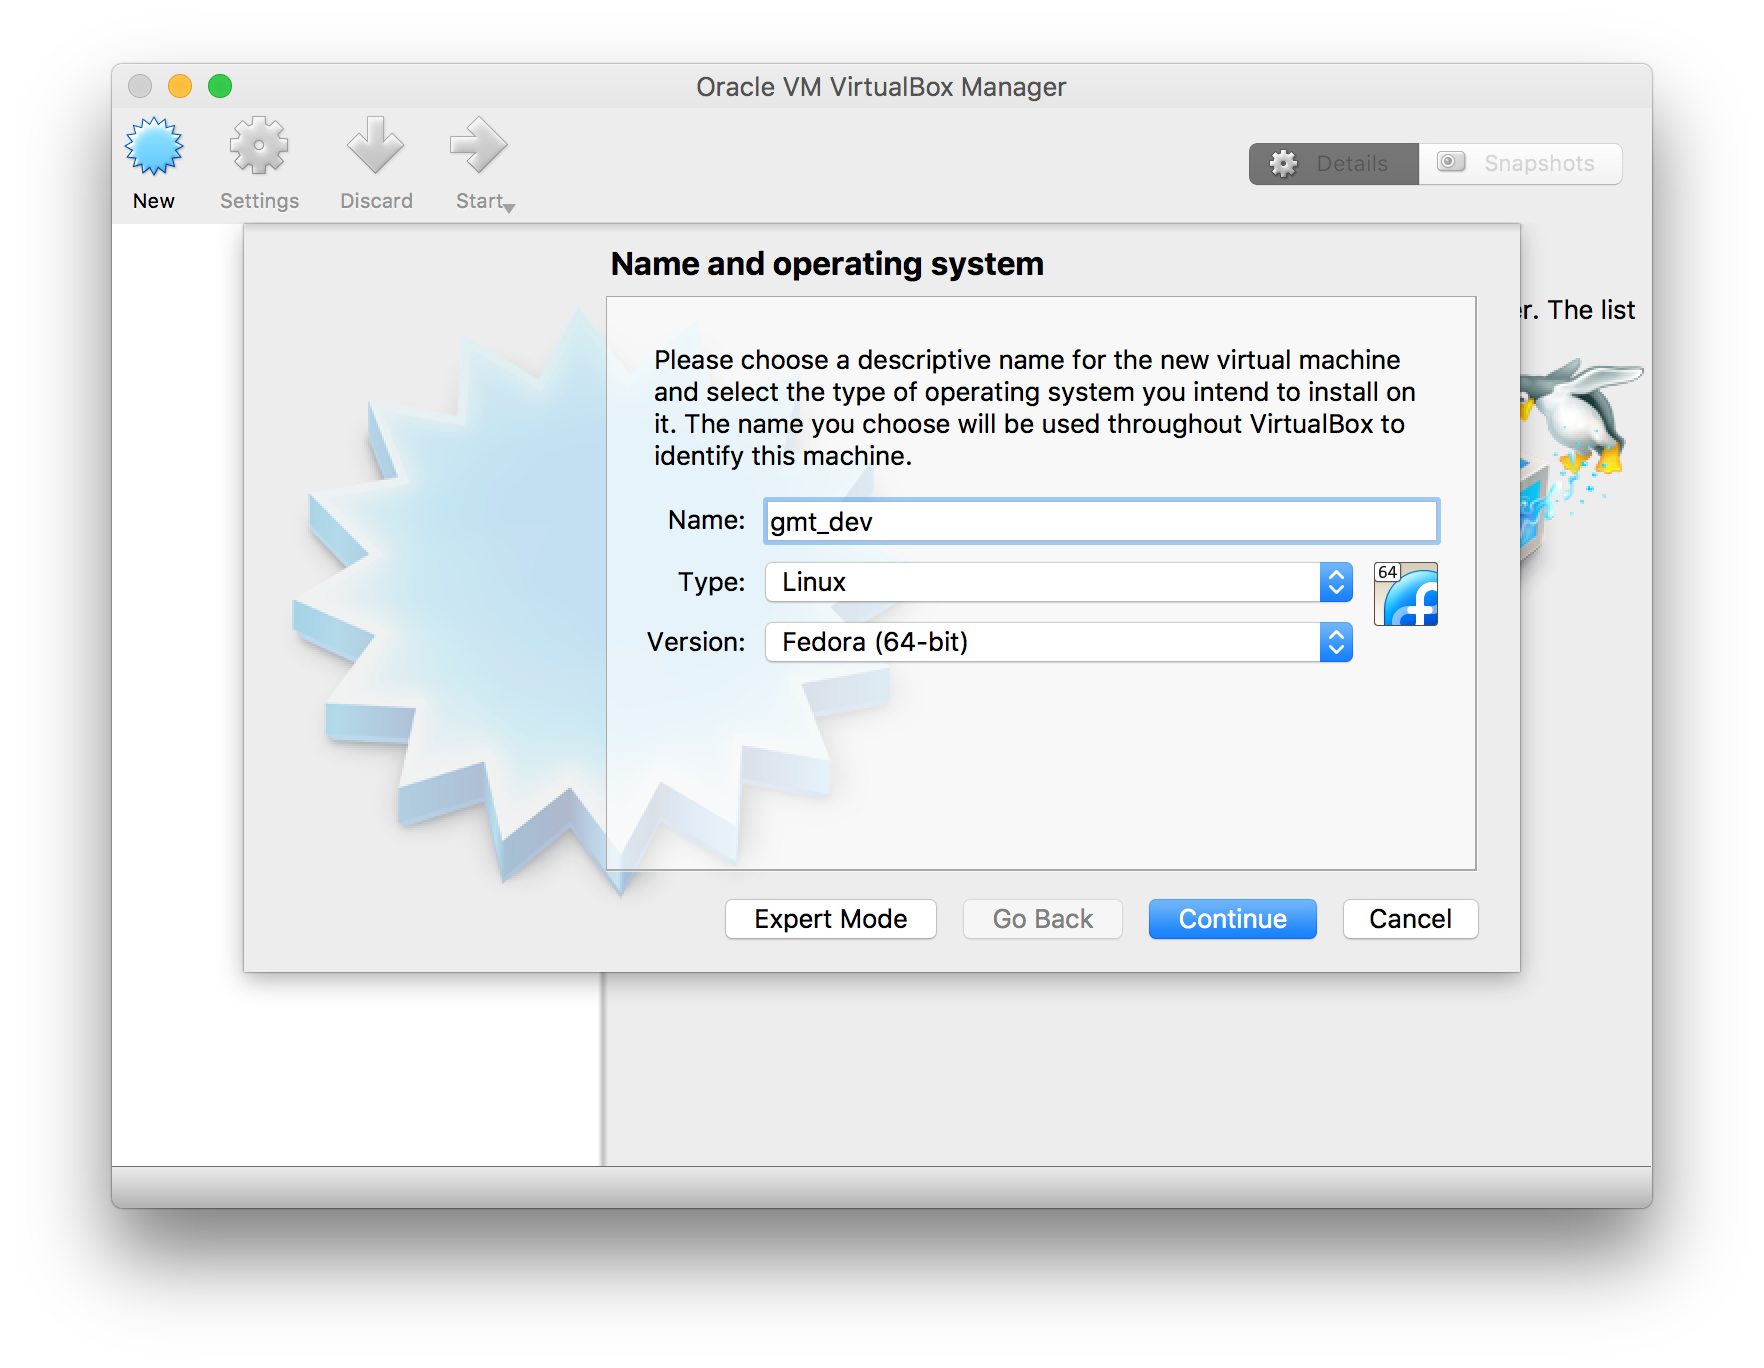 Oracle VM VirtualBox Manager
New
Settings
Discard
Start
Details
Snapshots
Name and operating system
. The list
Please choose a descriptive name for the new virtual machine
and select the type of operating system you intend to install on
it. The name you choose will be used throughout VirtualBox to
identify this machine.
Name: gmt_dev
Type: Linux
64
Version: Fedora (64-bit)
Expert Mode
Go Back
Continue
Cancel